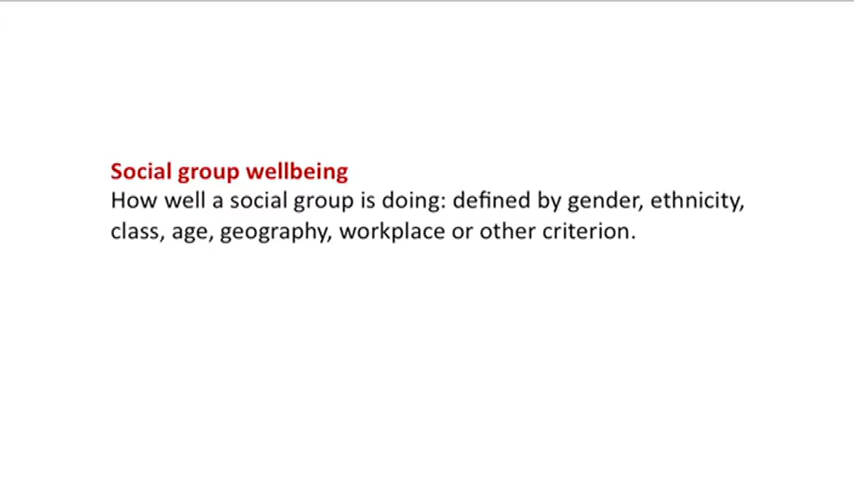 Social group wellbeing
How well a social group is doing: defined by gender, ethnicity,
class, age, geography, workplace or other criterion.